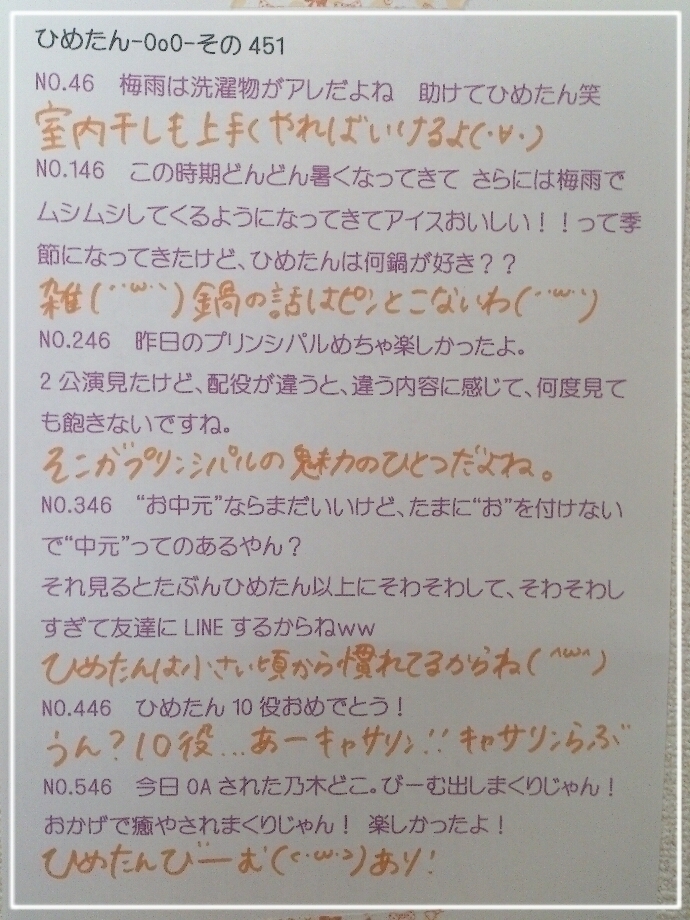 ひめたん-OoO-その451
NO.46　梅雨は洗濯物がアレだよね　助けてひめたん笑
室内干しも上手くやればいけるよ(・∀・)
NO.146　この時期どんどん暑くなってきて さらには梅雨で
ムシムシしてくるようになってきてアイスおいしい！！って季
節になってきたけど、ひめたんは何鍋が好き？？
雑(¨ω¨)鍋の話はピンとこないわ(¨ω¨)
NO.246　昨日のプリンシパルめちゃ楽しかったよ。
2公演見たけど、配役が違うと、違う内容に感じて、何度見て
も飽きないですね。
そこがプリンシパルの魅力のひとつだよね。
NO.346　“お中元”ならまだいいけど、たまに“お”を付けない
で“中元”ってのあるやん？
それ見るとたぶんひめたん以上にそわそわして、そわそわし
すぎて友達にLINEするからねww
ひめたんは小さい頃から慣れてるからね(^ω^)
NO.446　ひめたん10役おめでとう！
うん?10役...あーキャサリン!!キャサリンらぶ
NO.546　今日OAされた乃木どこ。びーむ出しまくりじゃん！
おかげで癒やされまくりじゃん！ 楽しかったよ！
ひめたんびーむ(<・ω・>)あり!